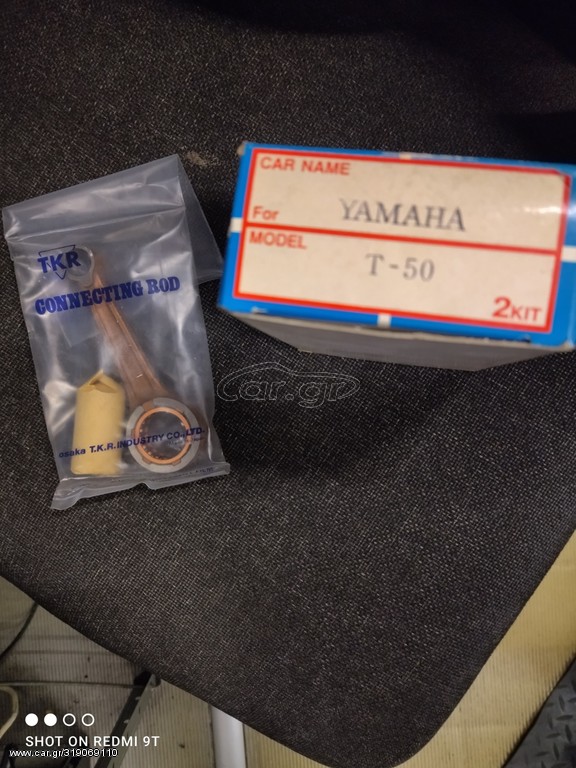 CAR NAME
For YAMAHA
MODEL
T-50
2KIT
TKR
CONNECTING ROD
osaka T.K.R. INDUSTRY CO., LTD.
car.gr
SHOT ON REDMI 9T
www.car.gr/319069110